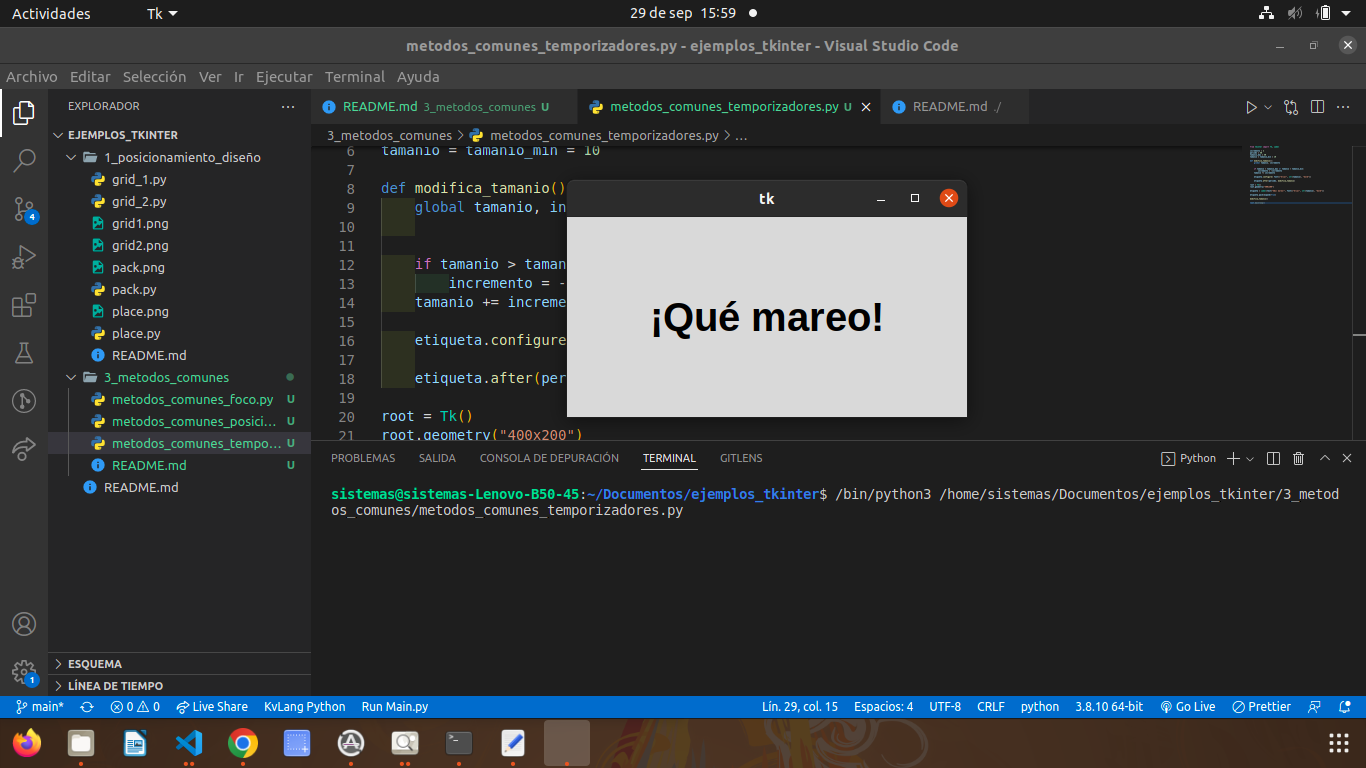 Actividades Tk 29 de sep 15:59
metodos_comunes_temporizadores.py - ejemplos_tkinter - Visual Studio Code
Archivo Editar Selección Ver Ir Ejecutar Terminal Ayuda
EXPLORADOR
EJEMPLOS_TKINTER
1_posicionamiento_diseño
grid_1.py
grid_2.py
grid1.png
grid2.png
pack.png
pack.py
place.png
place.py
README.md
3_metodos_comunes
metodos_comunes_foco.py U
metodos_comunes_posici... U
metodos_comunes_tempo... U
README.md U
README.md
ESQUEMA
LÍNEA DE TIEMPO
4
1
README.md 3_metodos_comunes U
metodos_comunes_temporizadores.py U
README.md ./
3_metodos_comunes > metodos_comunes_temporizadores.py > ...
6 tamanio = tamanio_min = 10
7
8 def modifica_tamanio()
9 global tamanio, in
10
11
12 if tamanio > taman
13 incremento = -
14 tamanio += increme
15
16 etiqueta.configure
17
18 etiqueta.after(per
19
20 root = Tk()
21 root.geometry("400x200")
tk
¡Qué mareo!
PROBLEMAS SALIDA CONSOLA DE DEPURACIÓN TERMINAL GITLENS
Python
sistemas@sistemas-Lenovo-B50-45:~/Documentos/ejemplos_tkinter$ /bin/python3 /home/sistemas/Documentos/ejemplos_tkinter/3_metod
os_comunes/metodos_comunes_temporizadores.py
main* 0 0 Live Share KvLang Python Run Main.py Lín. 29, col. 15 Espacios: 4 UTF-8 CRLF python 3.8.10 64-bit Go Live Prettier